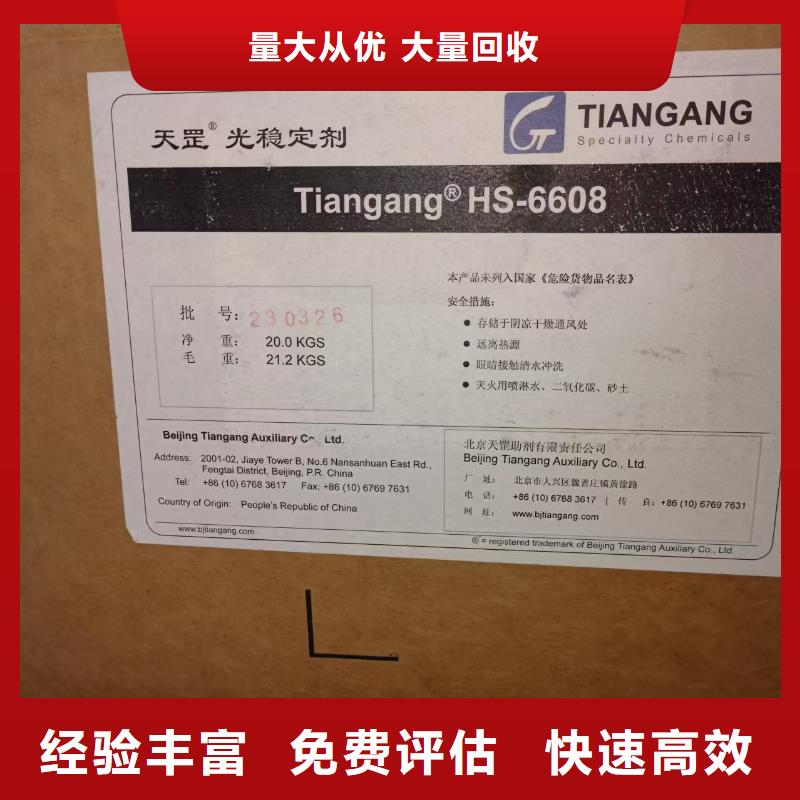 量大从优 大量回收
天罡® 光稳定剂
TIANGANG
Specialty Chemicals
Tiangang® HS-6608
本产品未列入国家《危险货物品名表》
安全措施:
• 存储于阴凉干燥通风处
• 远离热源
• 眼睛接触清水冲洗
• 灭火用喷淋水、二氧化碳、砂土
批 号: 230326
净 重: 20.0 KGS
毛 重: 21.2 KGS
Beijing Tiangang Auxiliary Co., Ltd.
Address: 2001-02, Jiaye Tower B, No.6 Nansanhuan East Rd.,
Fengtai District, Beijing, P.R. China
Tel: +86 (10) 6768 3617 Fax: +86 (10) 6769 7631
Country of Origin: People's Republic of China
www.bjtiangang.com
北京天罡助剂有限责任公司
Beijing Tiangang Auxiliary Co., Ltd.
厂 址: 北京市大兴区魏善庄镇黄徐路
电 话: +86 (10) 6768 3617 | 传 真: +86 (10) 6769 7631
网 址: www.bjtiangang.com
® = registered trademark of Beijing Tiangang Auxiliary Co., Ltd.
经验丰富 免费评估 快速高效